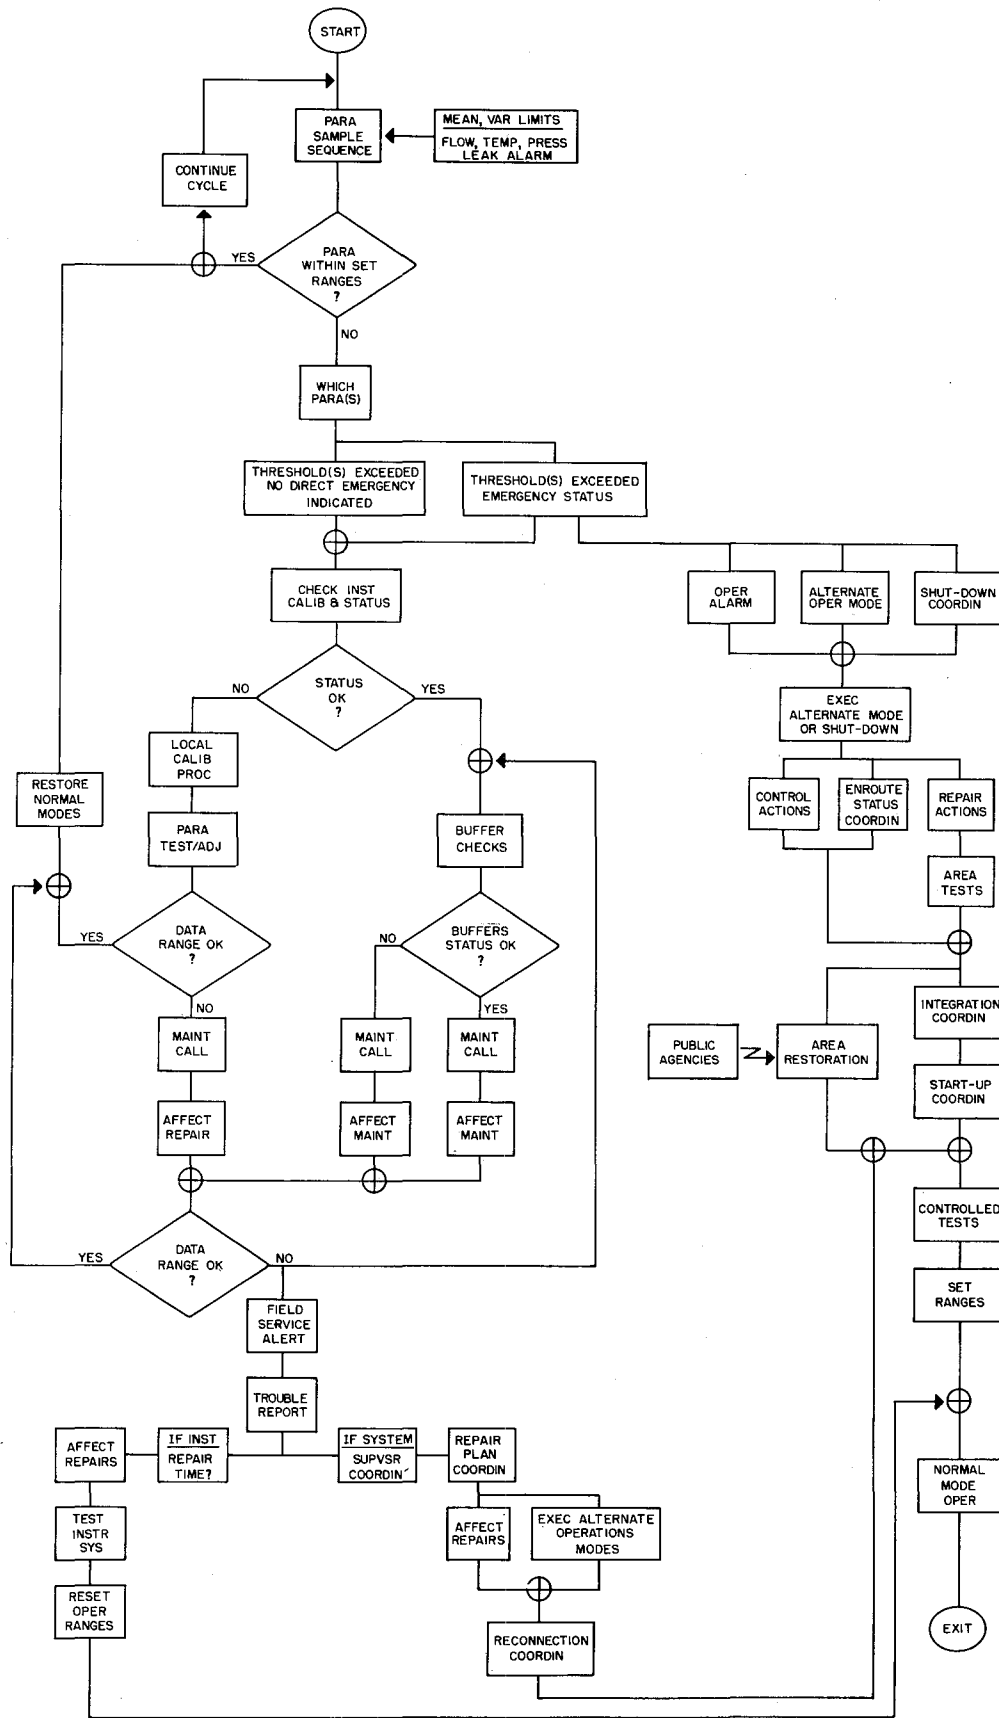 START
PARA
SAMPLE
SEQUENCE
MEAN, VAR LIMITS
FLOW, TEMP, PRESS
LEAK ALARM
CONTINUE
CYCLE
YES
PARA
WITHIN SET
RANGES
?
NO
WHICH
PARA(S)
THRESHOLD(S) EXCEEDED
NO DIRECT EMERGENCY
INDICATED
THRESHOLD(S) EXCEEDED
EMERGENCY STATUS
CHECK INST
CALIB & STATUS
OPER
ALARM
ALTERNATE
OPER MODE
SHUT-DOWN
COORDIN
NO
STATUS
OK
?
YES
EXEC
ALTERNATE MODE
OR SHUT-DOWN
LOCAL
CALIB
PROC
RESTORE
NORMAL
MODES
CONTROL
ACTIONS
ENROUTE
STATUS
COORDIN
REPAIR
ACTIONS
PARA
TEST/ADJ
BUFFER
CHECKS
AREA
TESTS
YES
DATA
RANGE OK
?
NO
NO
BUFFERS
STATUS OK
?
YES
INTEGRATION
COORDIN
MAINT
CALL
MAINT
CALL
MAINT
CALL
PUBLIC
AGENCIES
AREA
RESTORATION
START-UP
COORDIN
AFFECT
REPAIR
AFFECT
MAINT
AFFECT
MAINT
CONTROLLED
TESTS
YES
DATA
RANGE OK
?
NO
SET
RANGES
FIELD
SERVICE
ALERT
TROUBLE
REPORT
AFFECT
REPAIRS
IF INST
REPAIR
TIME?
IF SYSTEM
SUPVSR
COORDIN
REPAIR
PLAN
COORDIN
NORMAL
MODE
OPER
TEST
INSTR
SYS
AFFECT
REPAIRS
EXEC ALTERNATE
OPERATIONS
MODES
RESET
OPER
RANGES
RECONNECTION
COORDIN
EXIT